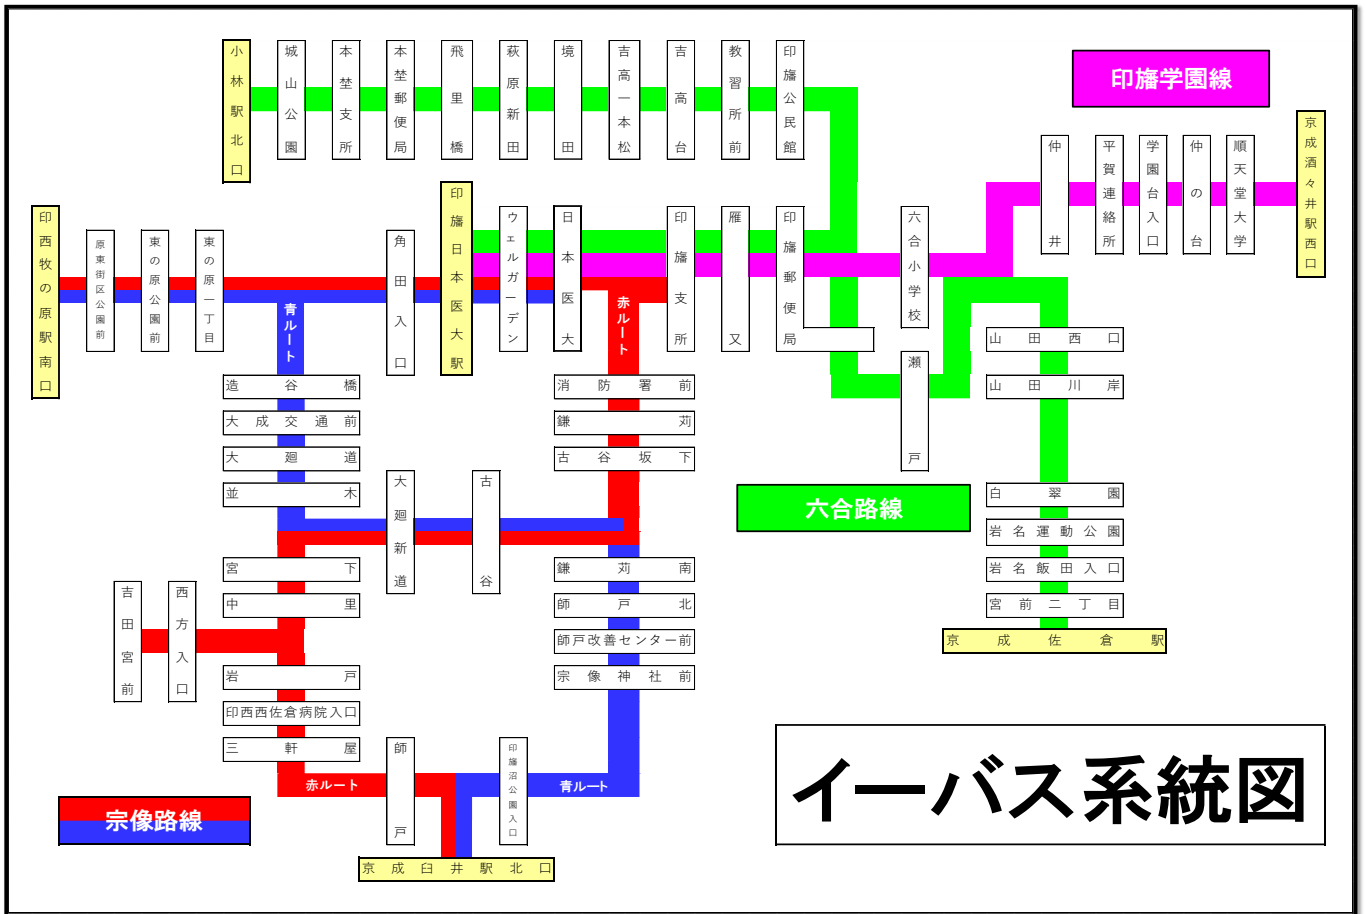 小林駅北口
城山公園
本埜支所
本埜郵便局
飛里橋
萩原新田
境田
吉高一本松
吉高台
教習所前
印旛公民館
印旛学園線
仲井
平賀連絡所
学園台入口
仲の台
順天堂大学
京成酒々井駅西口
印西牧の原駅南口
原東街区公園前
東の原公園前
東の原一丁目
角田入口
印旛日本医大駅
ウェルガーデン
日本医大
印旛支所
雁又
印旛郵便局
六合小学校
瀬戸
青ルート
赤ルート
山田西口
山田川岸
造谷橋
大成交通前
大廻道
並木
消防署前
鎌苅
古谷坂下
大廻新道
古谷
六合路線
白翠園
岩名運動公園
岩名飯田入口
宮前二丁目
京成佐倉駅
宮下
中里
吉田宮前
西方入口
岩戸
印西西佐倉病院入口
三軒屋
鎌苅南
師戸北
師戸改善センター前
宗像神社前
師戸
印旛沼公園入口
赤ルート
青ルート
宗像路線
京成臼井駅北口
イーバス系統図